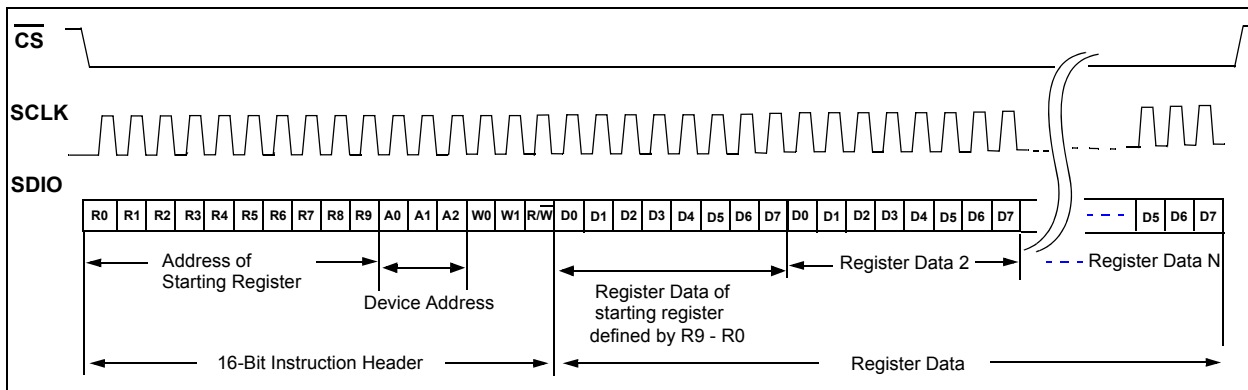 CS
SCLK
SDIO
R0 R1 R2 R3 R4 R5 R6 R7 R8 R9 A0 A1 A2 W0 W1 R/W D0 D1 D2 D3 D4 D5 D6 D7 D0 D1 D2 D3 D4 D5 D6 D7 D5 D6 D7
Address of
Starting Register
Device Address
Register Data of
starting register
defined by R9 - R0
Register Data 2
Register Data N
16-Bit Instruction Header
Register Data